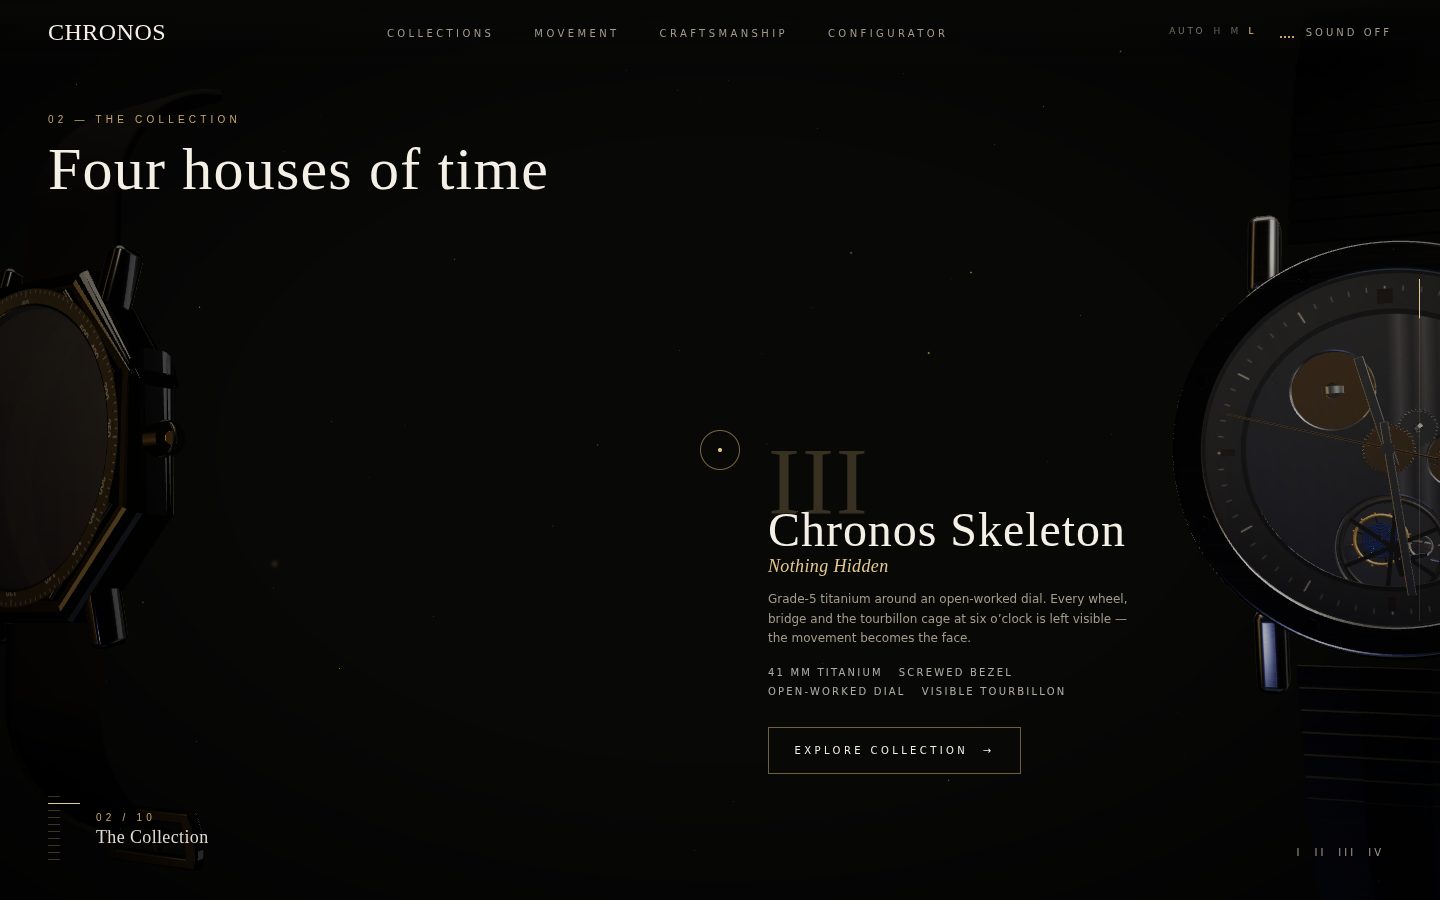 CHRONOS
COLLECTIONS MOVEMENT CRAFTSMANSHIP CONFIGURATOR
AUTO H M L SOUND OFF
02 — THE COLLECTION
Four houses of time
III
Chronos Skeleton
Nothing Hidden
Grade-5 titanium around an open-worked dial. Every wheel,
bridge and the tourbillon cage at six o’clock is left visible —
the movement becomes the face.
41 MM TITANIUM SCREWED BEZEL
OPEN-WORKED DIAL VISIBLE TOURBILLON
EXPLORE COLLECTION →
02 / 10
The Collection
I II III IV